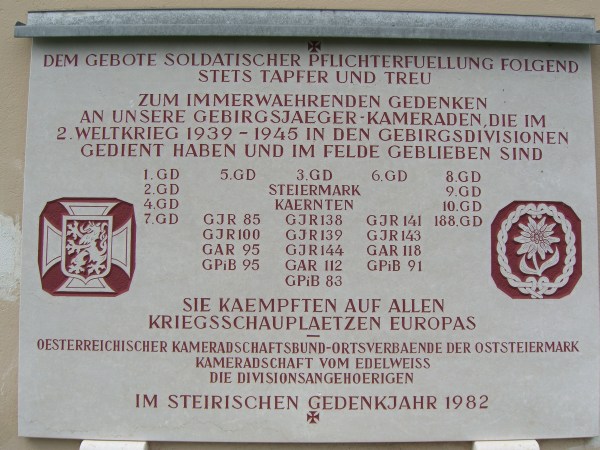 DEM GEBOTE SOLDATISCHER PFLICHTERFUELLUNG FOLGEND
STETS TAPFER UND TREU
ZUM IMMERWAEHRENDEN GEDENKEN
AN UNSERE GEBIRGSJAEGER-KAMERADEN, DIE IM
2. WELTKRIEG 1939 - 1945 IN DEN GEBIRGSDIVISIONEN
GEDIENT HABEN UND IM FELDE GEBLIEBEN SIND
1. GD 5. GD 3. GD 6. GD 8. GD
2. GD STEIERMARK 9. GD
4. GD KAERNTEN 10. GD
7. GD GJR 85 GJR 138 GJR 141 188. GD
GJR 100 GJR 139 GJR 143
GAR 95 GJR 144 GAR 118
GPiB 95 GAR 112 GPiB 91
GPiB 83
SIE KAEMPFTEN AUF ALLEN
KRIEGSSCHAUPLAETZEN EUROPAS
OESTERREICHISCHER KAMERADSCHAFTSBUND-ORTSVERBAENDE DER OSTSTEIERMARK
KAMERADSCHAFT VOM EDELWEISS
DIE DIVISIONSANGEHOERIGEN
IM STEIRISCHEN GEDENKJAHR 1982